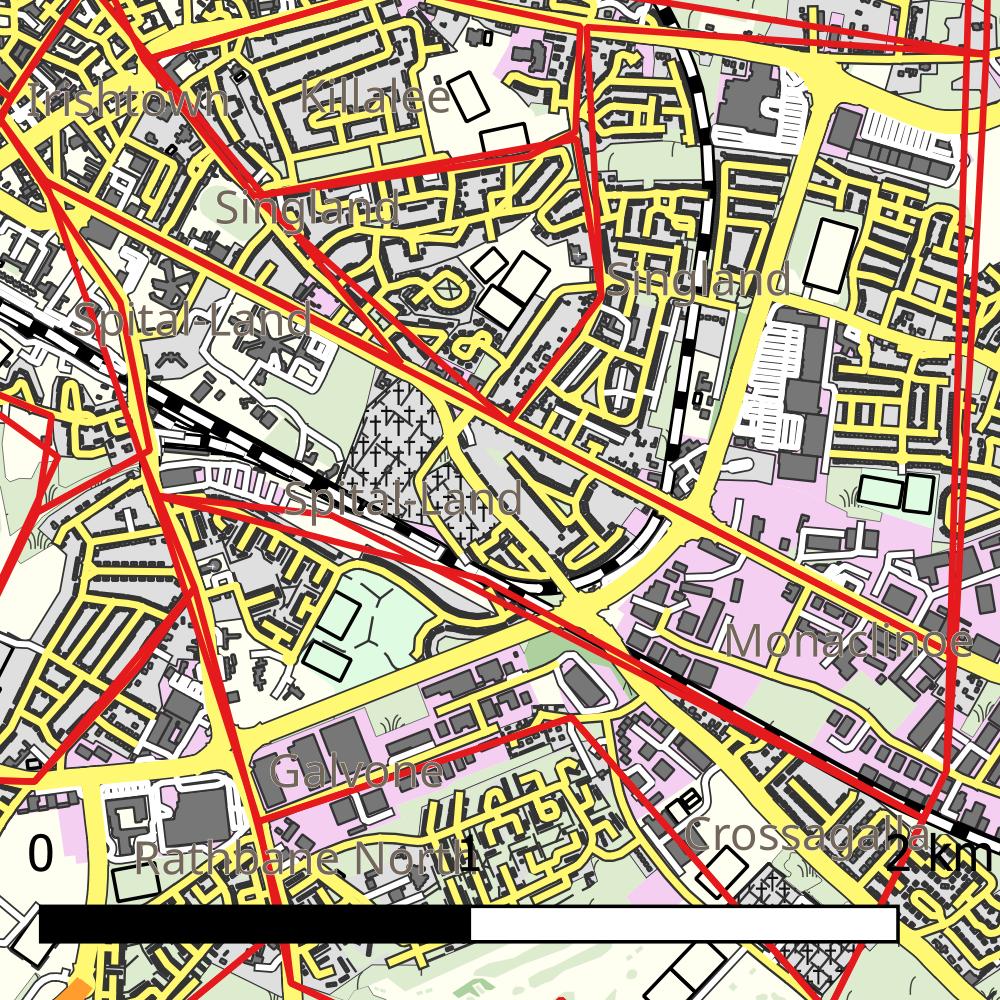 Irishtown
Killalee
Singland
Singland
Spital-Land
Spital-Land
Monaclinoe
Galvone
Crossagalla
Rathbane North
0
1
2 km